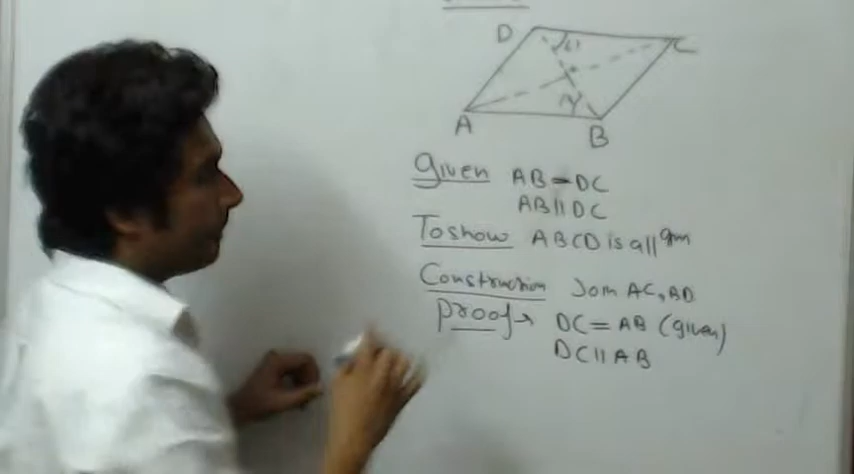 D
C
A
B
Given AB = DC
AB || DC
To show ABCD is a ||gm
Construction Join AC, BD
Proof→ DC = AB (given)
DC || AB